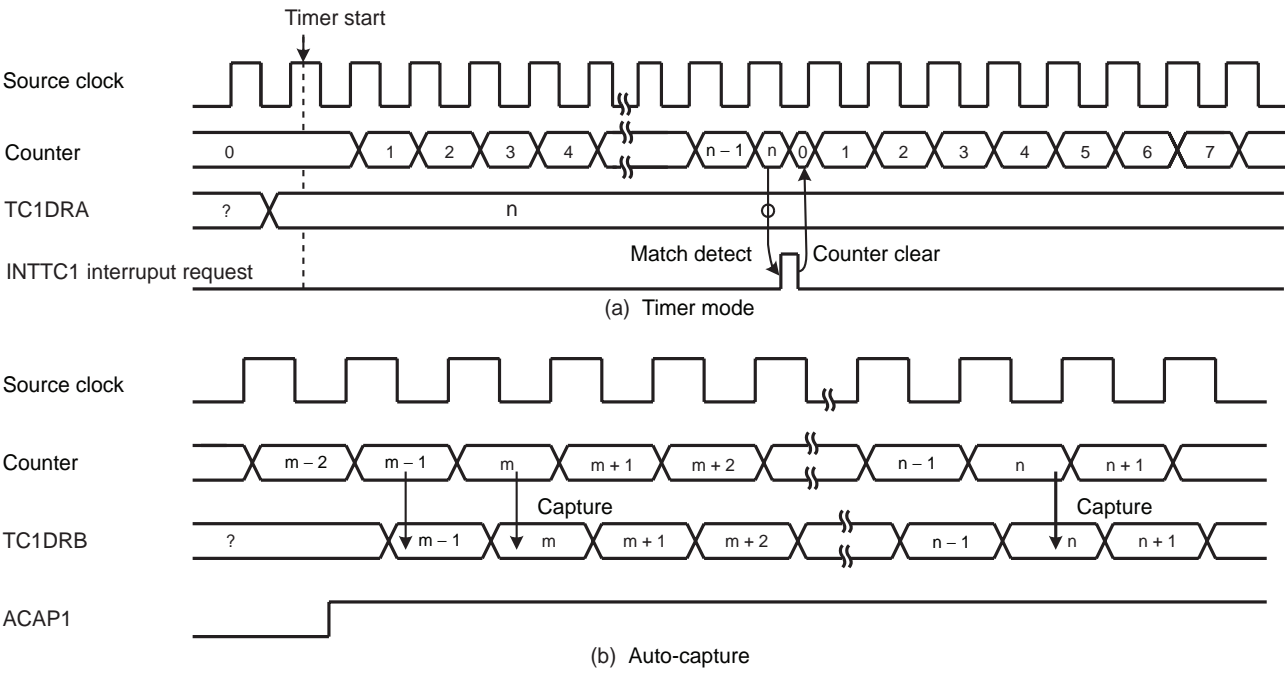 Timer start
Source clock
Counter 0 1 2 3 4 n – 1 n 0 1 2 3 4 5 6 7
TC1DRA ? n
Match detect Counter clear
INTTC1 interruput request
(a) Timer mode
Source clock
Counter m – 2 m – 1 m m + 1 m + 2 n – 1 n n + 1
Capture Capture
TC1DRB ? m – 1 m m + 1 m + 2 n – 1 n n + 1
ACAP1
(b) Auto-capture